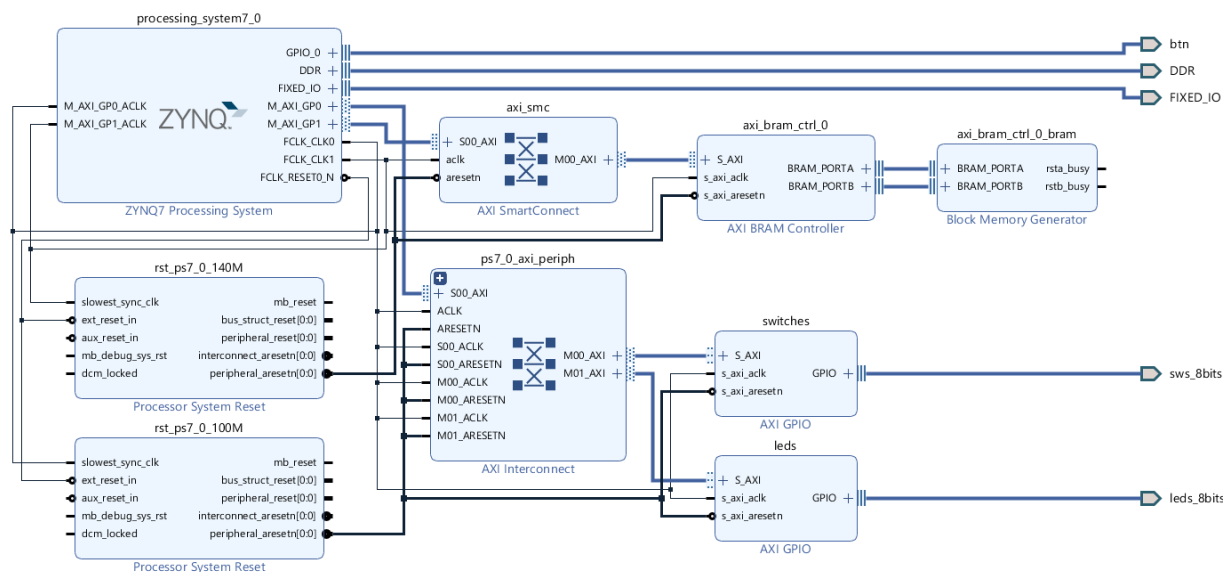 processing_system7_0
GPIO_0
DDR
FIXED_IO
M_AXI_GP0_ACLK
M_AXI_GP0
M_AXI_GP1_ACLK
M_AXI_GP1
ZYNQ
FCLK_CLK0
FCLK_CLK1
FCLK_RESET0_N
ZYNQ7 Processing System
btn
DDR
FIXED_IO
axi_smc
S00_AXI
aclk
M00_AXI
aresetn
AXI SmartConnect
axi_bram_ctrl_0
S_AXI
BRAM_PORTA
s_axi_aclk
BRAM_PORTB
s_axi_aresetn
AXI BRAM Controller
axi_bram_ctrl_0_bram
BRAM_PORTA
rsta_busy
BRAM_PORTB
rstb_busy
Block Memory Generator
rst_ps7_0_140M
slowest_sync_clk
mb_reset
ext_reset_in
bus_struct_reset[0:0]
aux_reset_in
peripheral_reset[0:0]
mb_debug_sys_rst
interconnect_aresetn[0:0]
dcm_locked
peripheral_aresetn[0:0]
Processor System Reset
ps7_0_axi_periph
S00_AXI
ACLK
ARESETN
S00_ACLK
M00_AXI
S00_ARESETN
M01_AXI
M00_ACLK
M00_ARESETN
M01_ACLK
M01_ARESETN
AXI Interconnect
switches
S_AXI
s_axi_aclk
GPIO
s_axi_aresetn
AXI GPIO
sws_8bits
rst_ps7_0_100M
slowest_sync_clk
mb_reset
ext_reset_in
bus_struct_reset[0:0]
aux_reset_in
peripheral_reset[0:0]
mb_debug_sys_rst
interconnect_aresetn[0:0]
dcm_locked
peripheral_aresetn[0:0]
Processor System Reset
leds
S_AXI
s_axi_aclk
GPIO
s_axi_aresetn
AXI GPIO
leds_8bits